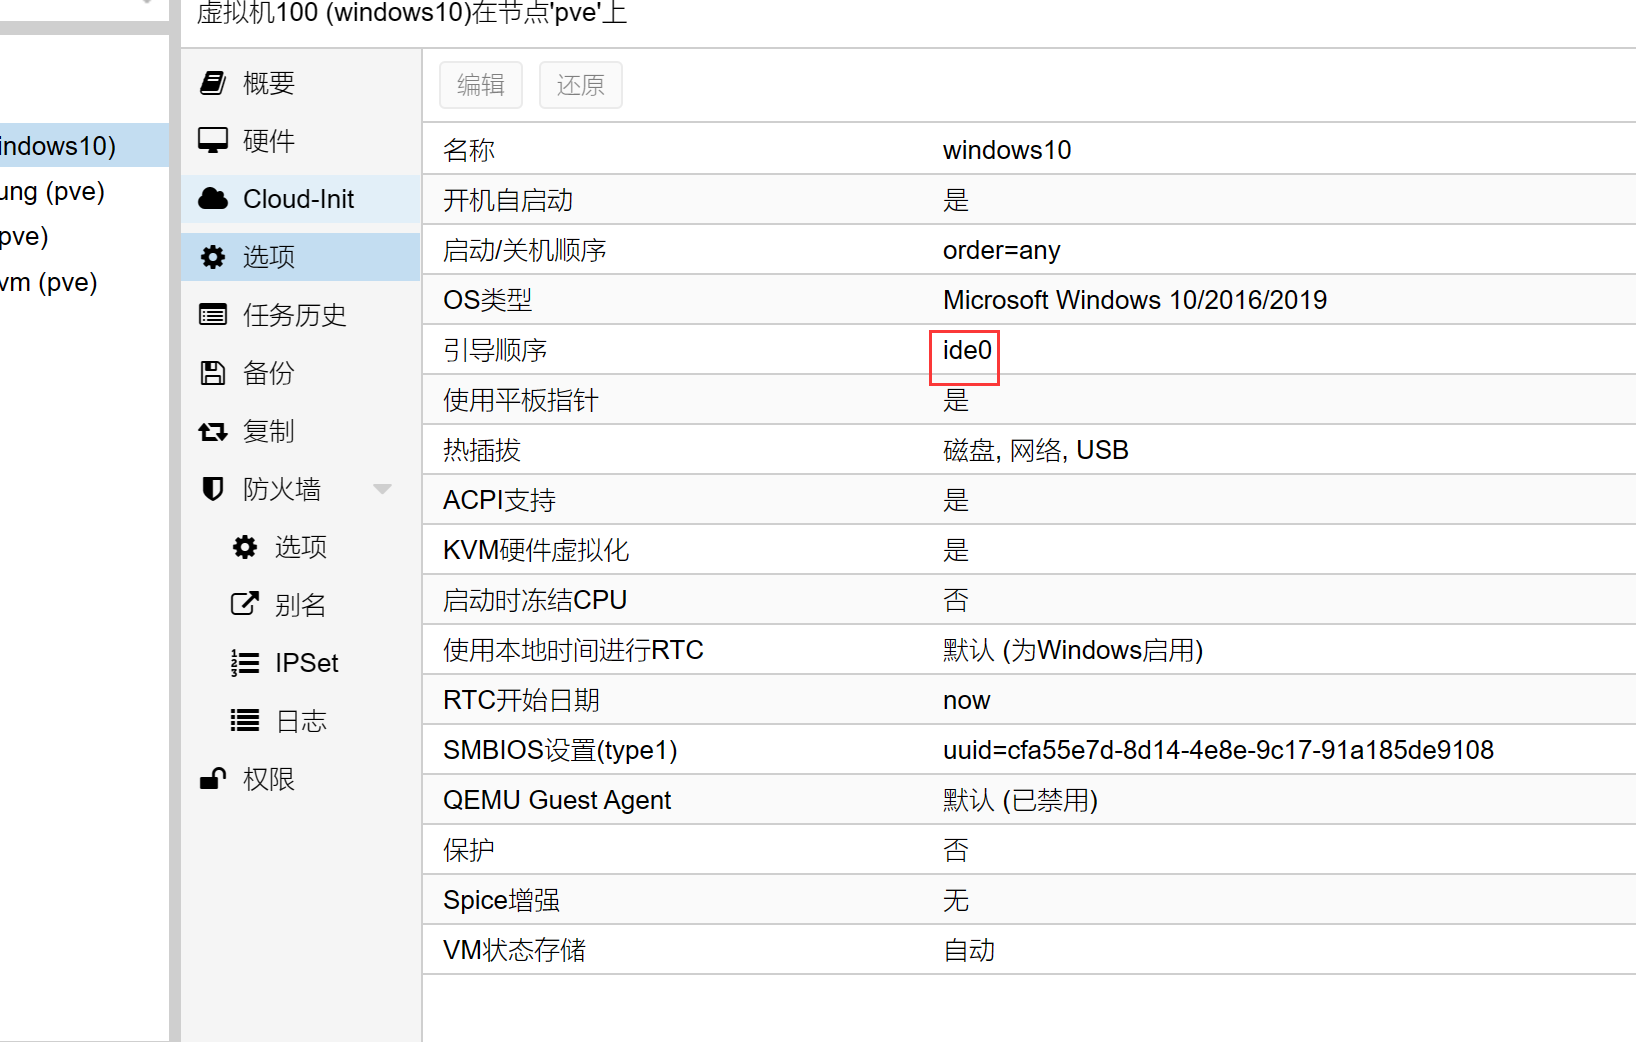 虚拟机100 (windows10)在节点'pve'上
indows10)
ung (pve)
pve)
vm (pve)
概要
硬件
Cloud-Init
选项
任务历史
备份
复制
防火墙
选项
别名
IPSet
日志
权限
编辑 还原
名称 windows10
开机自启动 是
启动/关机顺序 order=any
OS类型 Microsoft Windows 10/2016/2019
引导顺序 ide0
使用平板指针 是
热插拔 磁盘, 网络, USB
ACPI支持 是
KVM硬件虚拟化 是
启动时冻结CPU 否
使用本地时间进行RTC 默认 (为Windows启用)
RTC开始日期 now
SMBIOS设置(type1) uuid=cfa55e7d-8d14-4e8e-9c17-91a185de9108
QEMU Guest Agent 默认 (已禁用)
保护 否
Spice增强 无
VM状态存储 自动